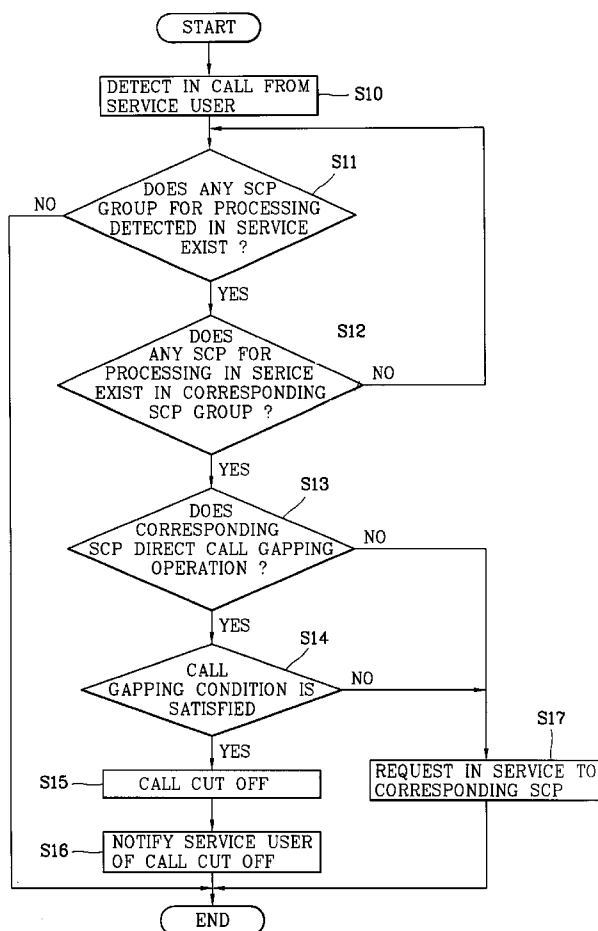 START
DETECT IN CALL FROM
SERVICE USER
S10
S11
DOES ANY SCP
GROUP FOR PROCESSING
DETECTED IN SERVICE
EXIST ?
NO
YES
S12
DOES
ANY SCP FOR
PROCESSING IN SERICE
EXIST IN CORRESPONDING
SCP GROUP ?
NO
YES
S13
DOES
CORRESPONDING
SCP DIRECT CALL GAPPING
OPERATION ?
NO
YES
S14
CALL
GAPPING CONDITION IS
SATISFIED
NO
YES
S15
CALL CUT OFF
S17
REQUEST IN SERVICE TO
CORRESPONDING SCP
S16
NOTIFY SERVICE USER
OF CALL CUT OFF
END